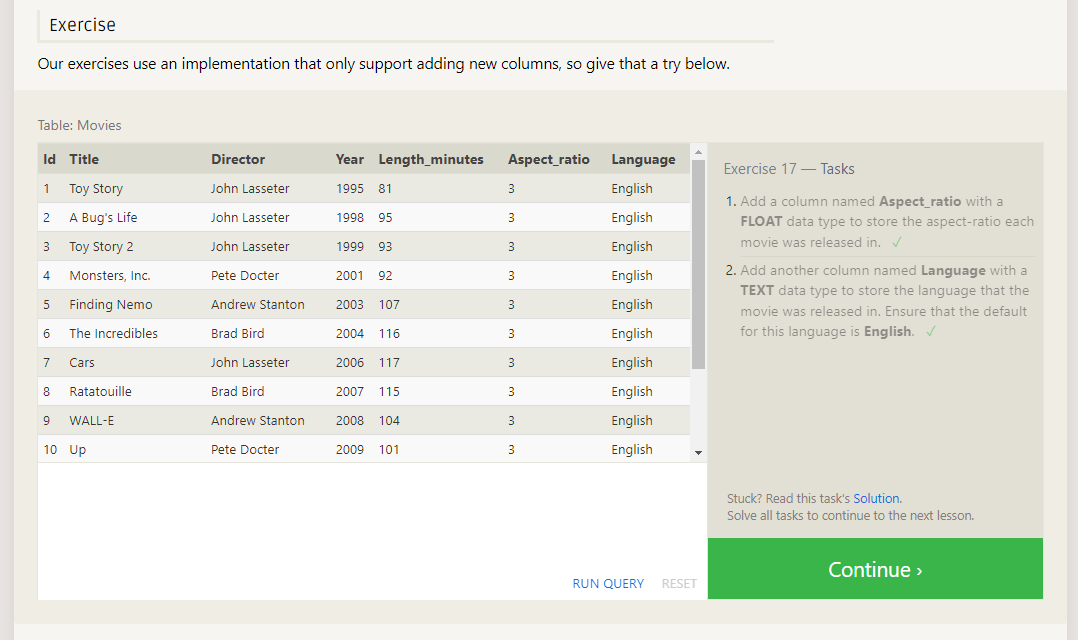 Exercise
Our exercises use an implementation that only support adding new columns, so give that a try below.
Table: Movies
Id Title Director Year Length_minutes Aspect_ratio Language
1 Toy Story John Lasseter 1995 81 3 English
2 A Bug's Life John Lasseter 1998 95 3 English
3 Toy Story 2 John Lasseter 1999 93 3 English
4 Monsters, Inc. Pete Docter 2001 92 3 English
5 Finding Nemo Andrew Stanton 2003 107 3 English
6 The Incredibles Brad Bird 2004 116 3 English
7 Cars John Lasseter 2006 117 3 English
8 Ratatouille Brad Bird 2007 115 3 English
9 WALL-E Andrew Stanton 2008 104 3 English
10 Up Pete Docter 2009 101 3 English
RUN QUERY RESET
Exercise 17 — Tasks
1. Add a column named Aspect_ratio with a
FLOAT data type to store the aspect-ratio each
movie was released in. ✓
2. Add another column named Language with a
TEXT data type to store the language that the
movie was released in. Ensure that the default
for this language is English. ✓
Stuck? Read this task's Solution.
Solve all tasks to continue to the next lesson.
Continue ›